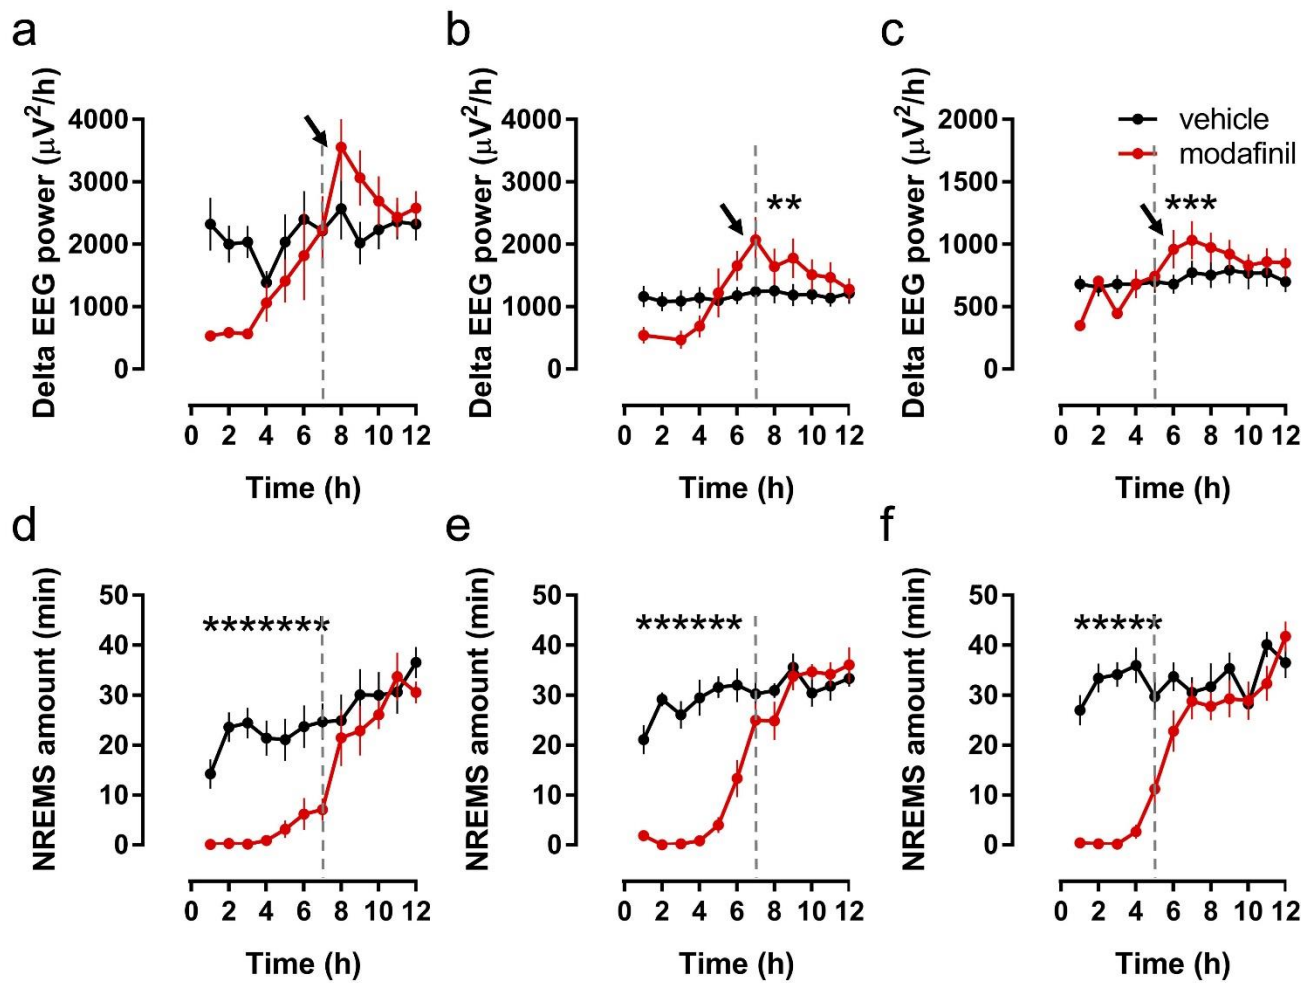 a
b
c
Delta EEG power (μV²/h)
4000
3000
2000
1000
0
0 2 4 6 8 10 12
Time (h)
Delta EEG power (μV²/h)
4000
3000
2000
1000
0
**
0 2 4 6 8 10 12
Time (h)
Delta EEG power (μV²/h)
2000
1500
1000
500
0
vehicle
modafinil
***
0 2 4 6 8 10 12
Time (h)
d
e
f
NREMS amount (min)
50
40
30
20
10
0
*******
0 2 4 6 8 10 12
Time (h)
NREMS amount (min)
50
40
30
20
10
0
******
0 2 4 6 8 10 12
Time (h)
NREMS amount (min)
50
40
30
20
10
0
*****
0 2 4 6 8 10 12
Time (h)